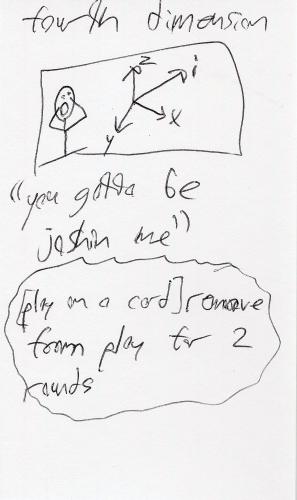 fourth dimension
z
i
x
y
"you gotta be
joshin me"
[play on a card] remove
from play for 2
rounds